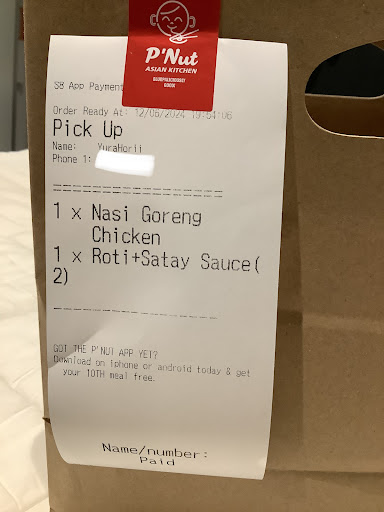 P'Nut
ASIAN KITCHEN
S8 App Payment
Order Ready At: 12/06/2024 19:54:06
Pick Up
Name: YuraHorii
Phone 1:
1 x Nasi Goreng
Chicken
1 x Roti+Satay Sauce(
2)
GOT THE P'NUT APP YET?
Download on iphone or android today & get
your 10TH meal free.
Name/number:
Paid